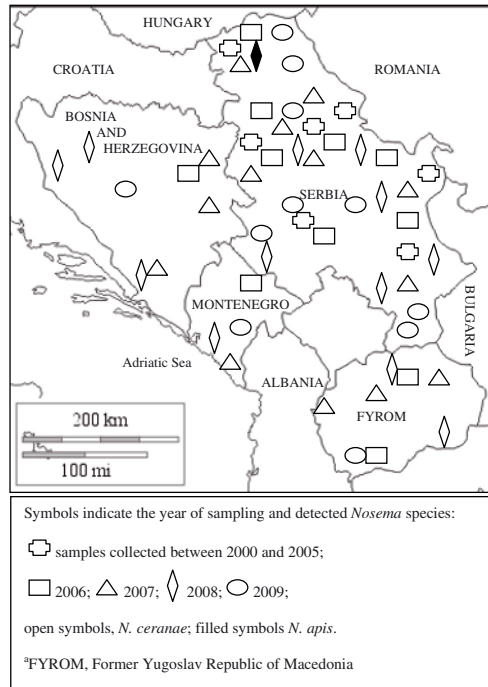 HUNGARY
CROATIA
ROMANIA
BOSNIA
AND
HERZEGOVINA
SERBIA
MONTENEGRO
BULGARIA
Adriatic Sea
ALBANIA
FYROM
200 km
100 mi
Symbols indicate the year of sampling and detected Nosema species:
samples collected between 2000 and 2005;
2006; 2007; 2008; 2009;
open symbols, N. ceranae; filled symbols N. apis.
ᵃFYROM, Former Yugoslav Republic of Macedonia